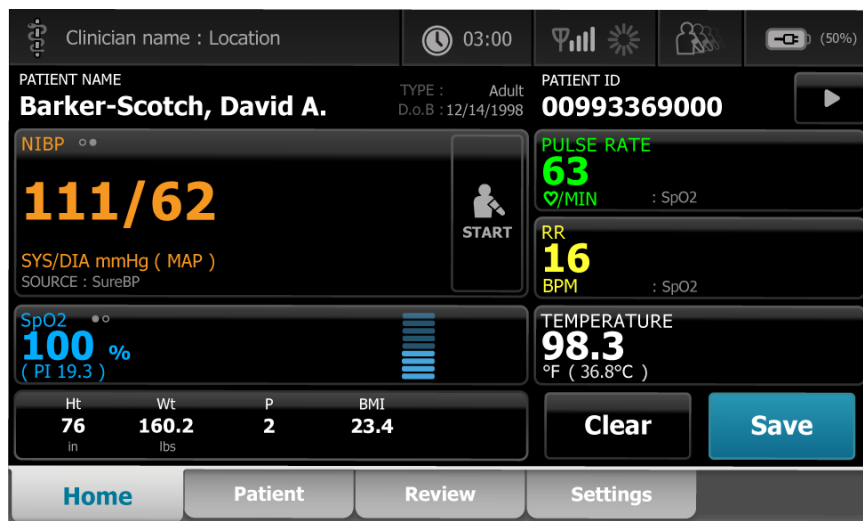 Clinician name : Location
03:00
(50%)
PATIENT NAME
Barker-Scotch, David A.
TYPE : Adult
D.o.B : 12/14/1998
PATIENT ID
00993369000
NIBP
111/62
SYS/DIA mmHg ( MAP )
SOURCE : SureBP
START
PULSE RATE
63
♡/MIN : SpO2
RR
16
BPM : SpO2
SpO2
100 %
( PI 19.3 )
TEMPERATURE
98.3
°F ( 36.8°C )
Ht Wt P BMI
76 160.2 2 23.4
in lbs
Clear
Save
Home Patient Review Settings